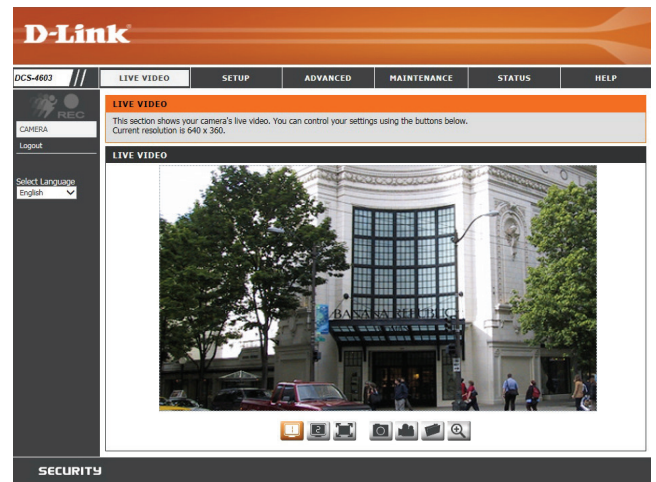 D-Link
DCS-4603
LIVE VIDEO
SETUP
ADVANCED
MAINTENANCE
STATUS
HELP
REC
CAMERA
Logout
Select Language
English
LIVE VIDEO
This section shows your camera's live video. You can control your settings using the buttons below.
Current resolution is 640 x 360.
LIVE VIDEO
BANANA REPUBLIC
1
2
SECURITY